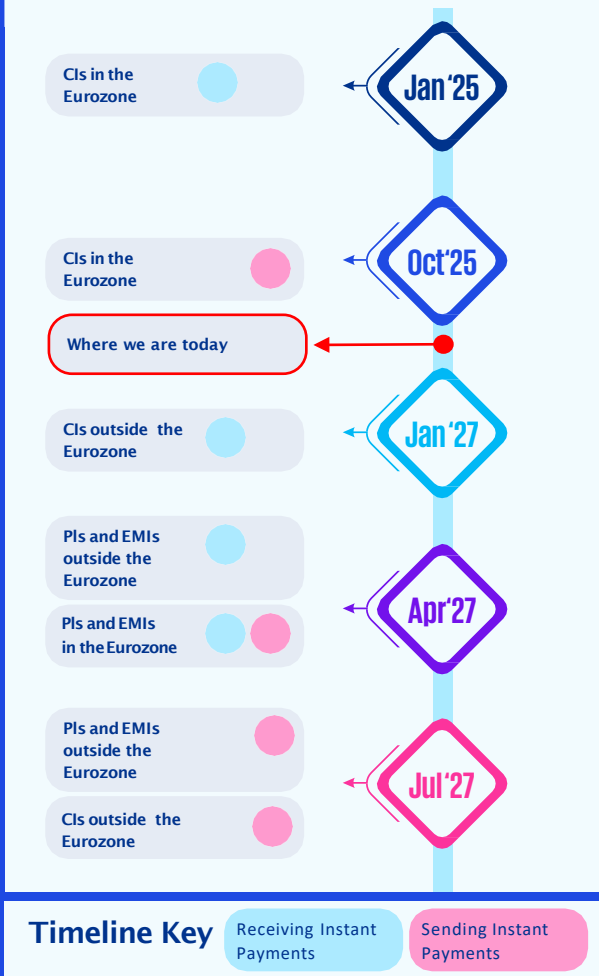 CIs in the
Eurozone
Jan‘25
CIs in the
Eurozone
Oct‘25
Where we are today
CIs outside the
Eurozone
Jan ‘27
PIs and EMIs
outside the
Eurozone
PIs and EMIs
in the Eurozone
Apr‘27
PIs and EMIs
outside the
Eurozone
CIs outside the
Eurozone
Jul ‘27
Timeline Key
Receiving Instant
Payments
Sending Instant
Payments